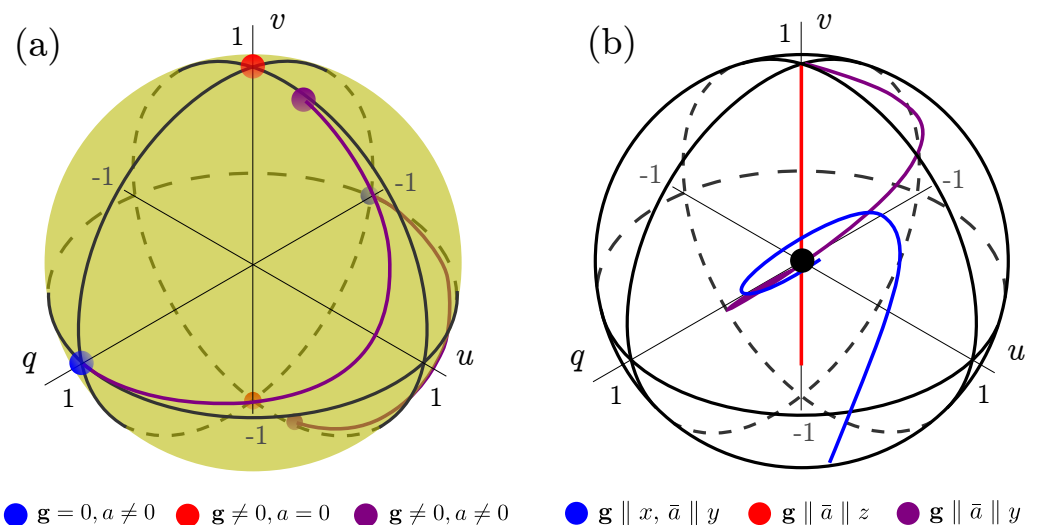 (a)
v
1
-1
-1
q
u
1
1
-1
g = 0, a ≠ 0
g ≠ 0, a = 0
g ≠ 0, a ≠ 0
(b)
v
1
-1
-1
q
u
1
1
-1
g ∥ x, ā ∥ y
g ∥ ā ∥ z
g ∥ ā ∥ y